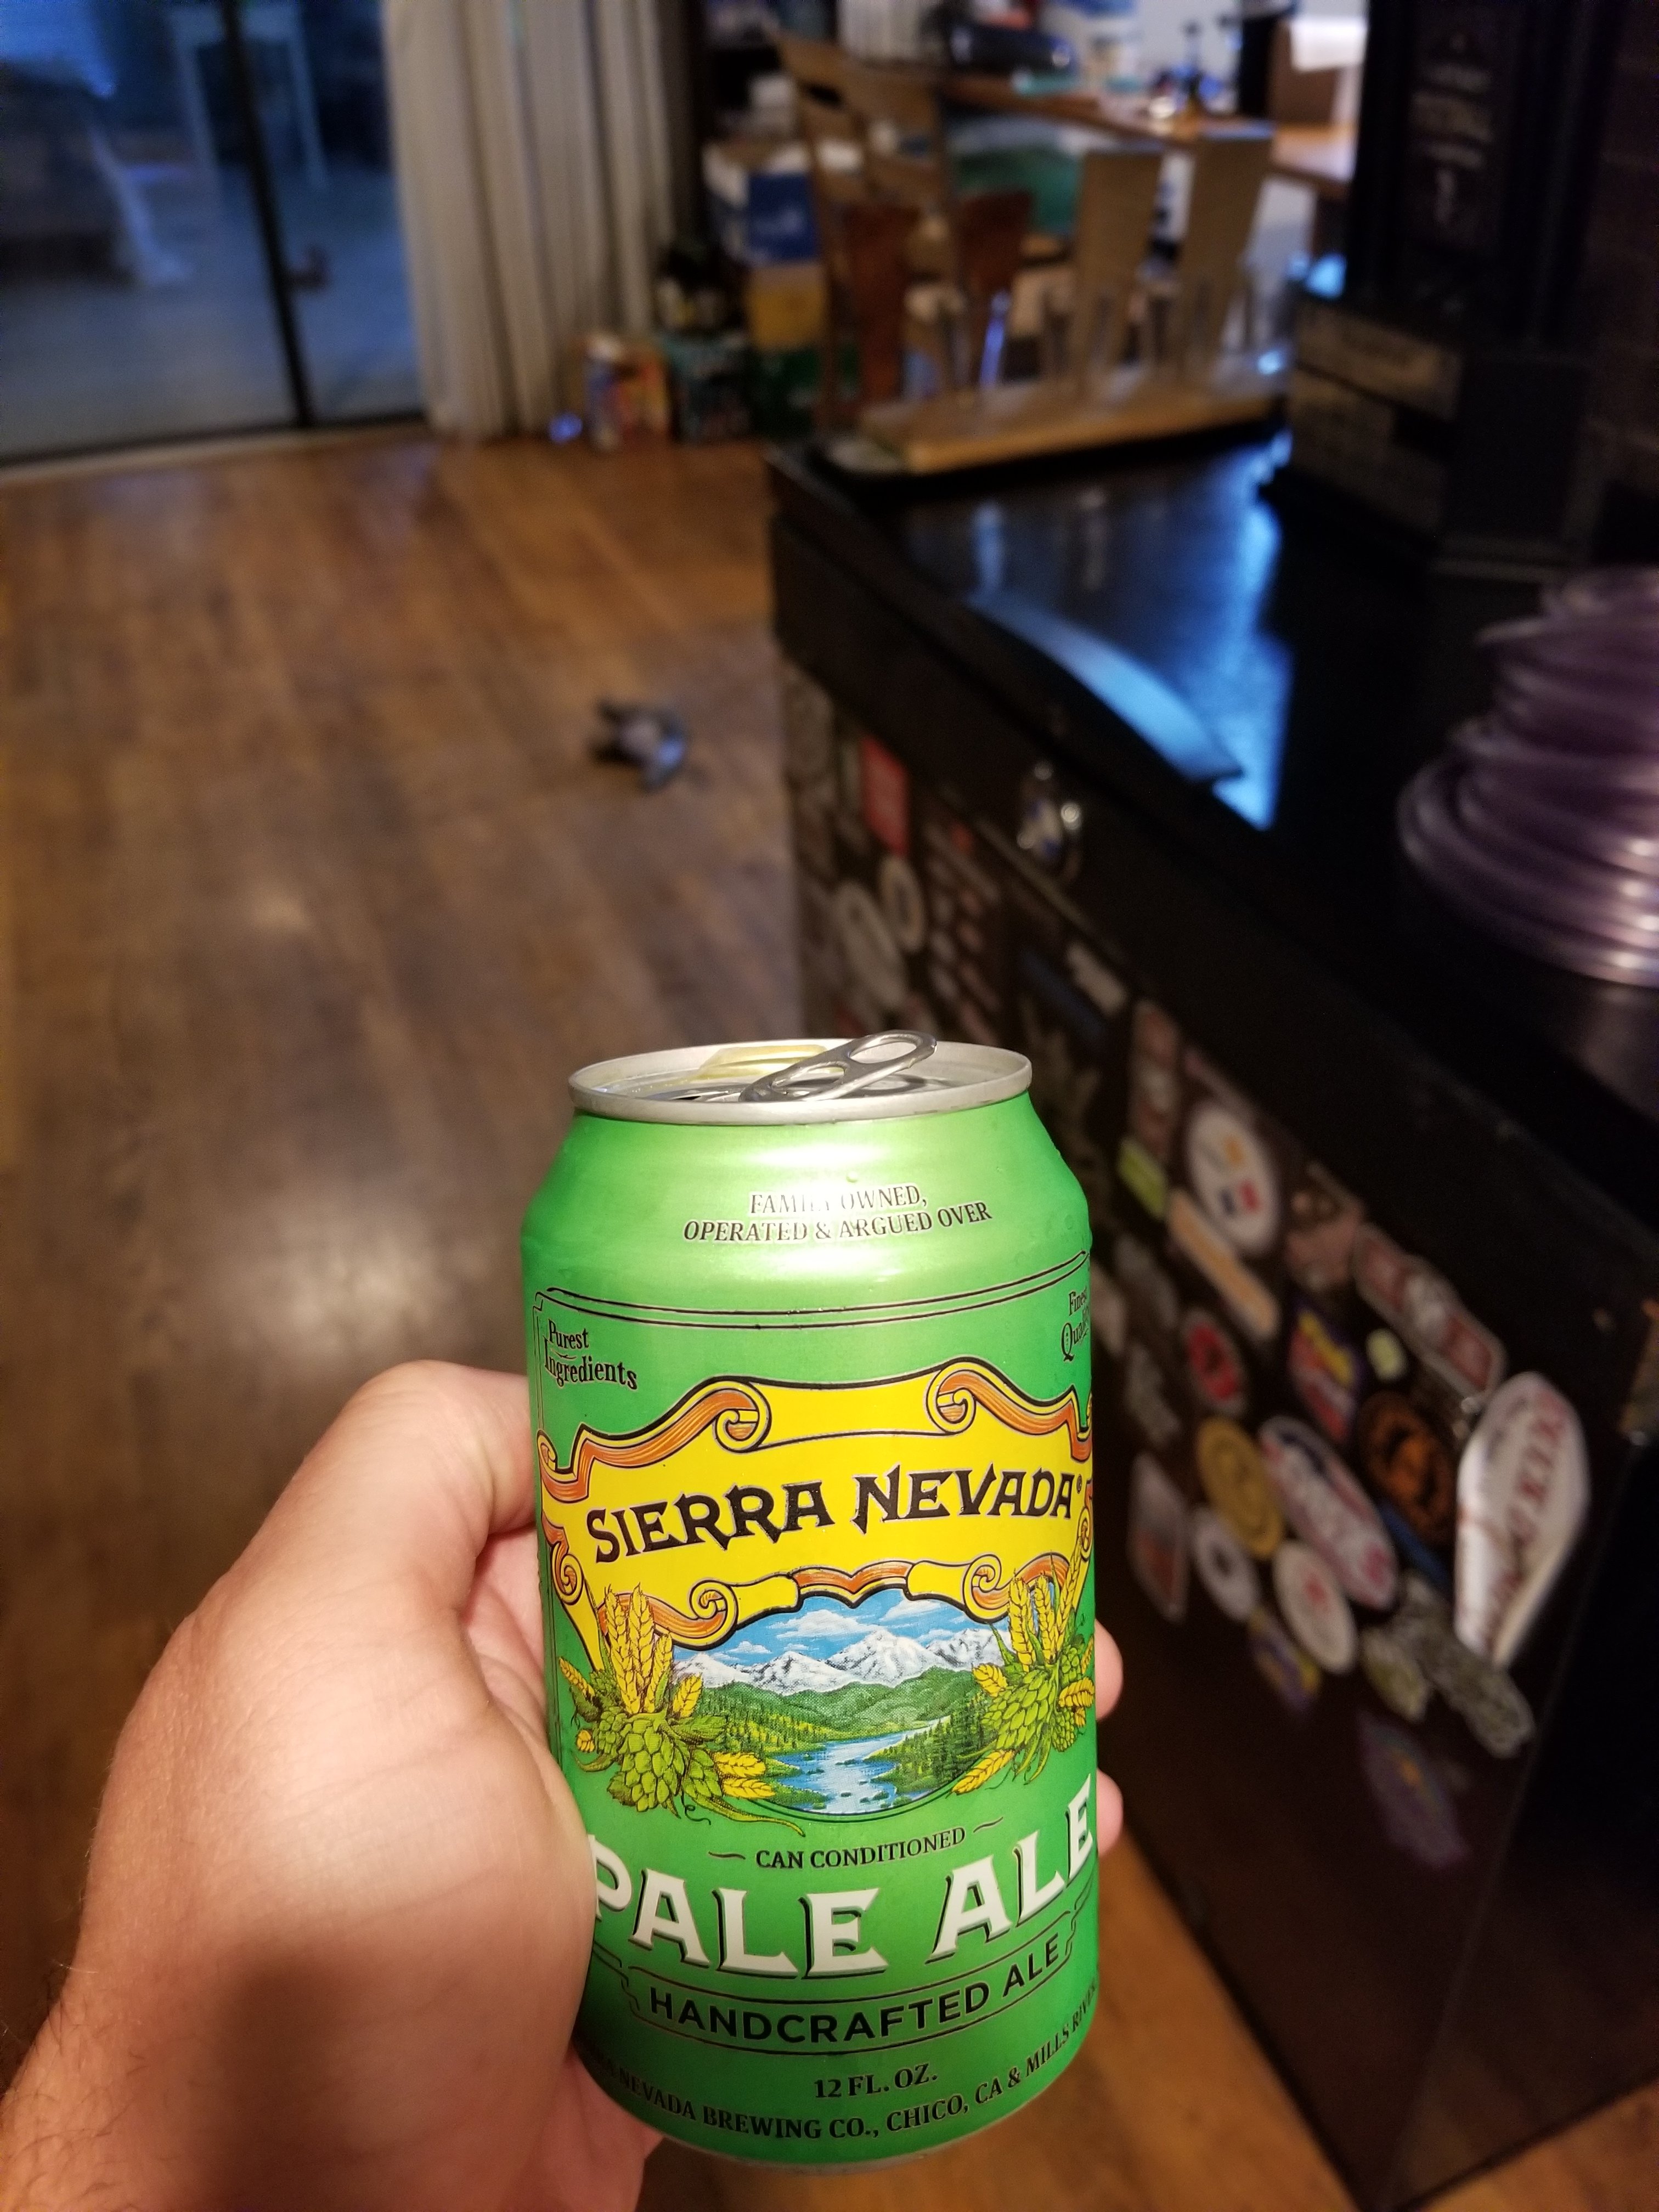 FAMILY OWNED,
OPERATED & ARGUED OVER
Purest
Ingredients
Finest
SIERRA NEVADA®
CAN CONDITIONED
PALE ALE
HANDCRAFTED ALE
12 FL. OZ.
NEVADA BREWING CO., CHICO, CA & MILLS RIVER